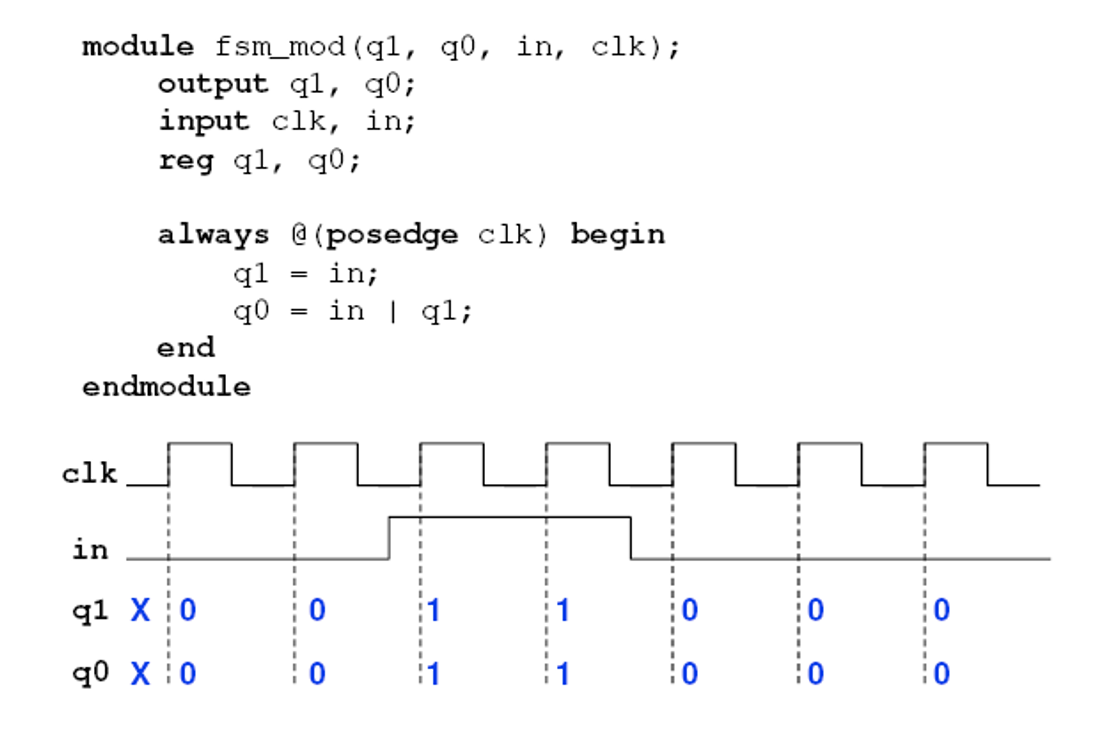 module fsm_mod(q1, q0, in, clk);
output q1, q0;
input clk, in;
reg q1, q0;
always @(posedge clk) begin
q1 = in;
q0 = in | q1;
end
endmodule
clk
in
q1 X 0 0 1 1 0 0 0
q0 X 0 0 1 1 0 0 0